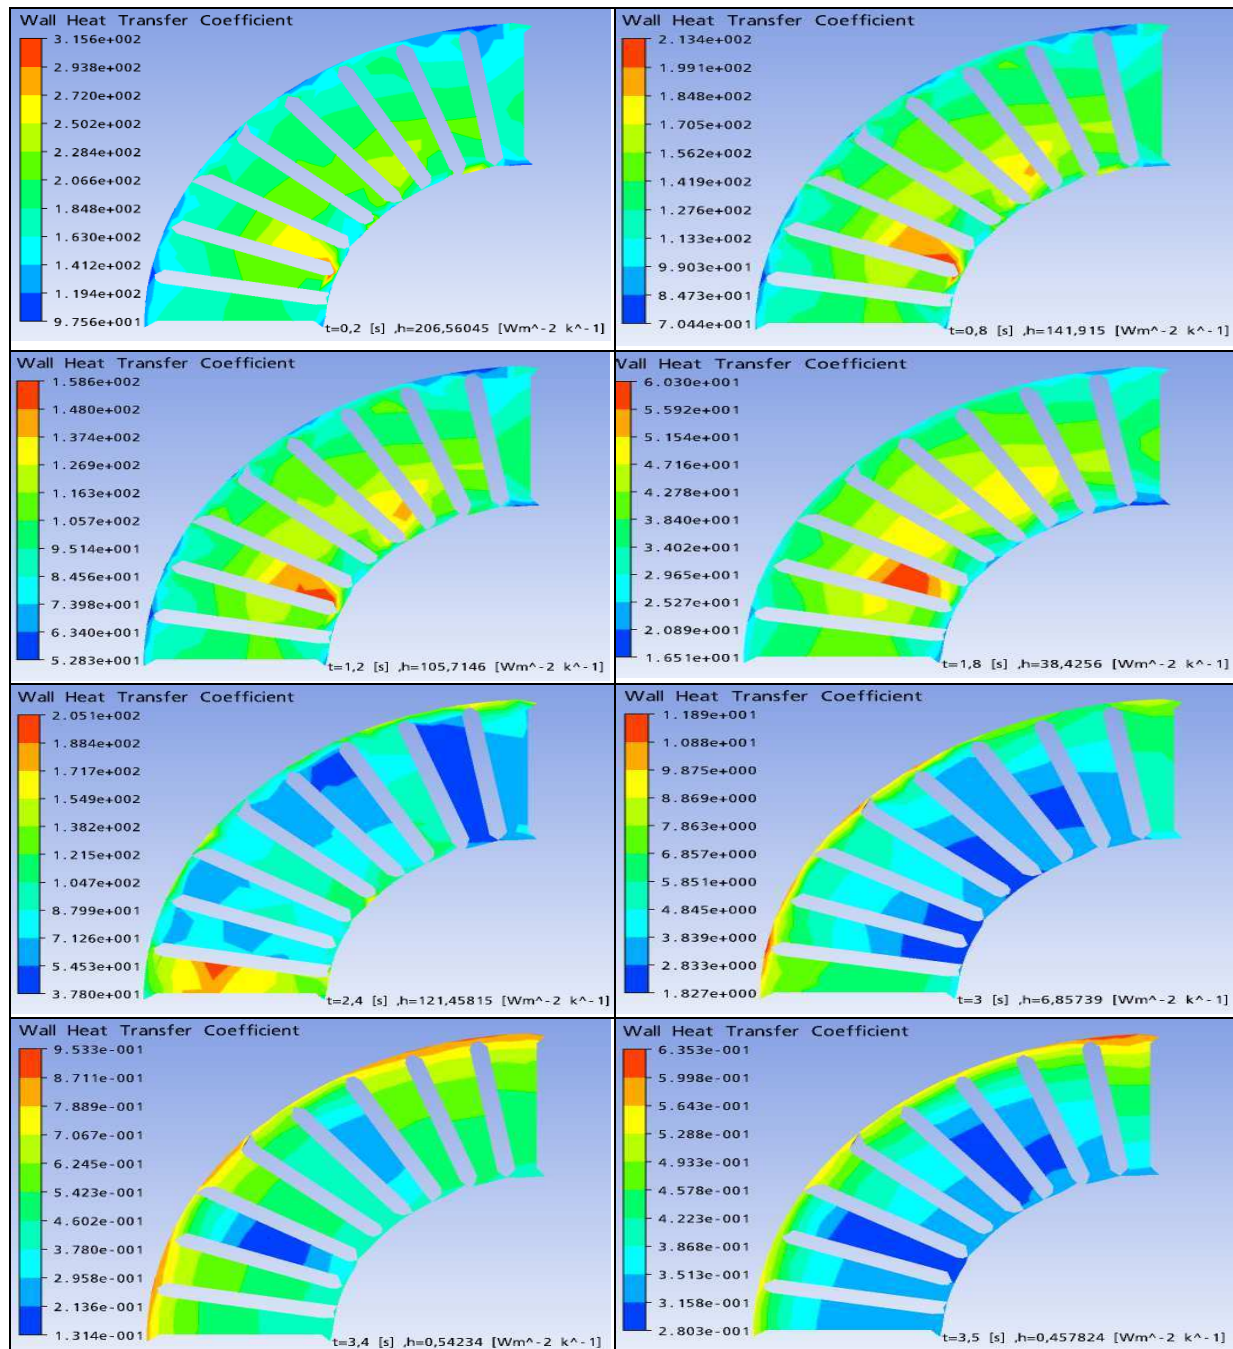 Wall Heat Transfer Coefficient
3.156e+002
2.938e+002
2.720e+002
2.502e+002
2.284e+002
2.066e+002
1.848e+002
1.630e+002
1.412e+002
1.194e+002
9.756e+001
t=0,2 [s] ,h=206,56045 [Wm^-2 k^-1]
Wall Heat Transfer Coefficient
2.134e+002
1.991e+002
1.848e+002
1.705e+002
1.562e+002
1.419e+002
1.276e+002
1.133e+002
9.903e+001
8.473e+001
7.044e+001
t=0,8 [s] ,h=141,915 [Wm^-2 k^-1]
Wall Heat Transfer Coefficient
1.586e+002
1.480e+002
1.374e+002
1.269e+002
1.163e+002
1.057e+002
9.514e+001
8.456e+001
7.398e+001
6.340e+001
5.283e+001
t=1,2 [s] ,h=105,7146 [Wm^-2 k^-1]
Wall Heat Transfer Coefficient
6.030e+001
5.592e+001
5.154e+001
4.716e+001
4.278e+001
3.840e+001
3.402e+001
2.965e+001
2.527e+001
2.089e+001
1.651e+001
t=1,8 [s] ,h=38,4256 [Wm^-2 k^-1]
Wall Heat Transfer Coefficient
2.051e+002
1.884e+002
1.717e+002
1.549e+002
1.382e+002
1.215e+002
1.047e+002
8.799e+001
7.126e+001
5.453e+001
3.780e+001
t=2,4 [s] ,h=121,45815 [Wm^-2 k^-1]
Wall Heat Transfer Coefficient
1.189e+001
1.088e+001
9.875e+000
8.869e+000
7.863e+000
6.857e+000
5.851e+000
4.845e+000
3.839e+000
2.833e+000
1.827e+000
t=3 [s] ,h=6,85739 [Wm^-2 k^-1]
Wall Heat Transfer Coefficient
9.533e-001
8.711e-001
7.889e-001
7.067e-001
6.245e-001
5.423e-001
4.602e-001
3.780e-001
2.958e-001
2.136e-001
1.314e-001
t=3,4 [s] ,h=0,54234 [Wm^-2 k^-1]
Wall Heat Transfer Coefficient
6.353e-001
5.998e-001
5.643e-001
5.288e-001
4.933e-001
4.578e-001
4.223e-001
3.868e-001
3.513e-001
3.158e-001
2.803e-001
t=3,5 [s] ,h=0,457824 [Wm^-2 k^-1]